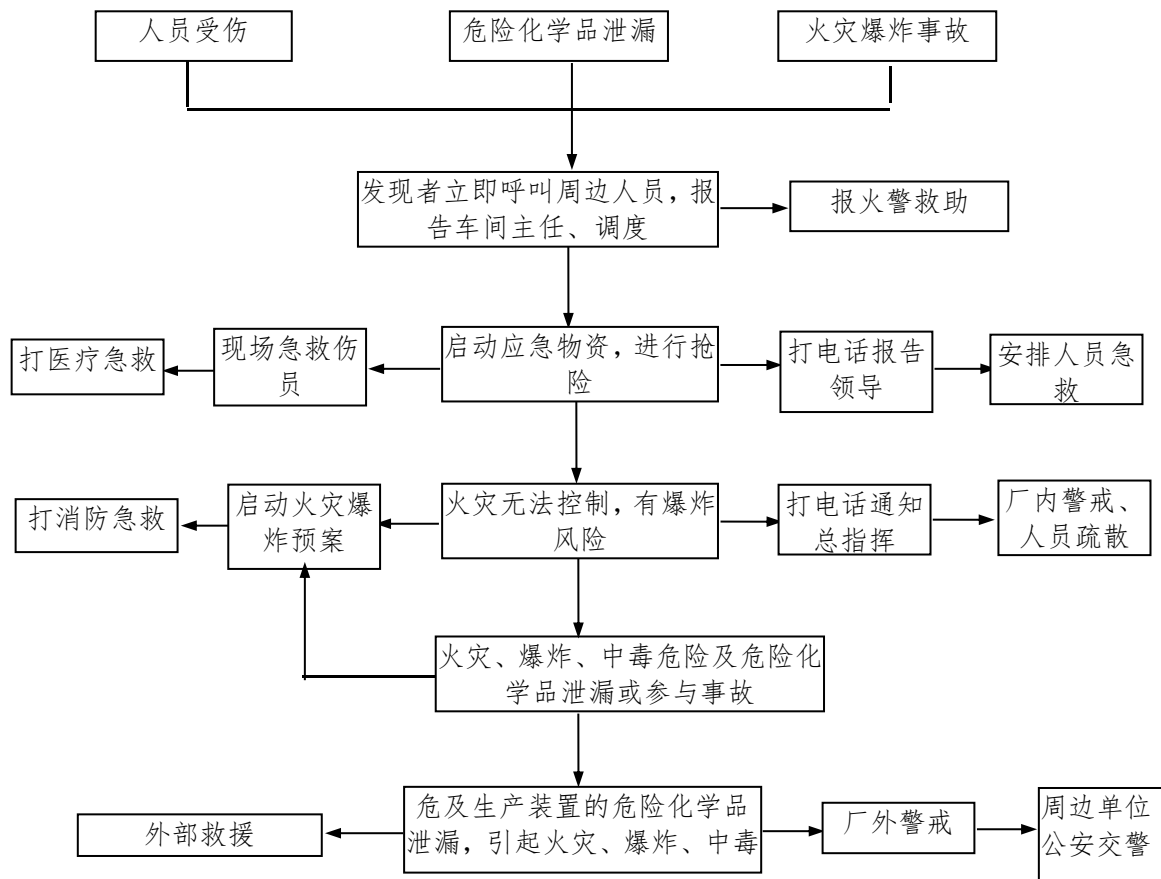 人员受伤
危险化学品泄漏
火灾爆炸事故
发现者立即呼叫周边人员，报
告车间主任、调度
报火警救助
打医疗急救
现场急救伤
员
启动应急物资，进行抢
险
打电话报告
领导
安排人员急
救
打消防急救
启动火灾爆
炸预案
火灾无法控制，有爆炸
风险
打电话通知
总指挥
厂内警戒、
人员疏散
火灾、爆炸、中毒危险及危险化
学品泄漏或参与事故
外部救援
危及生产装置的危险化学品
泄漏，引起火灾、爆炸、中毒
厂外警戒
周边单位
公安交警